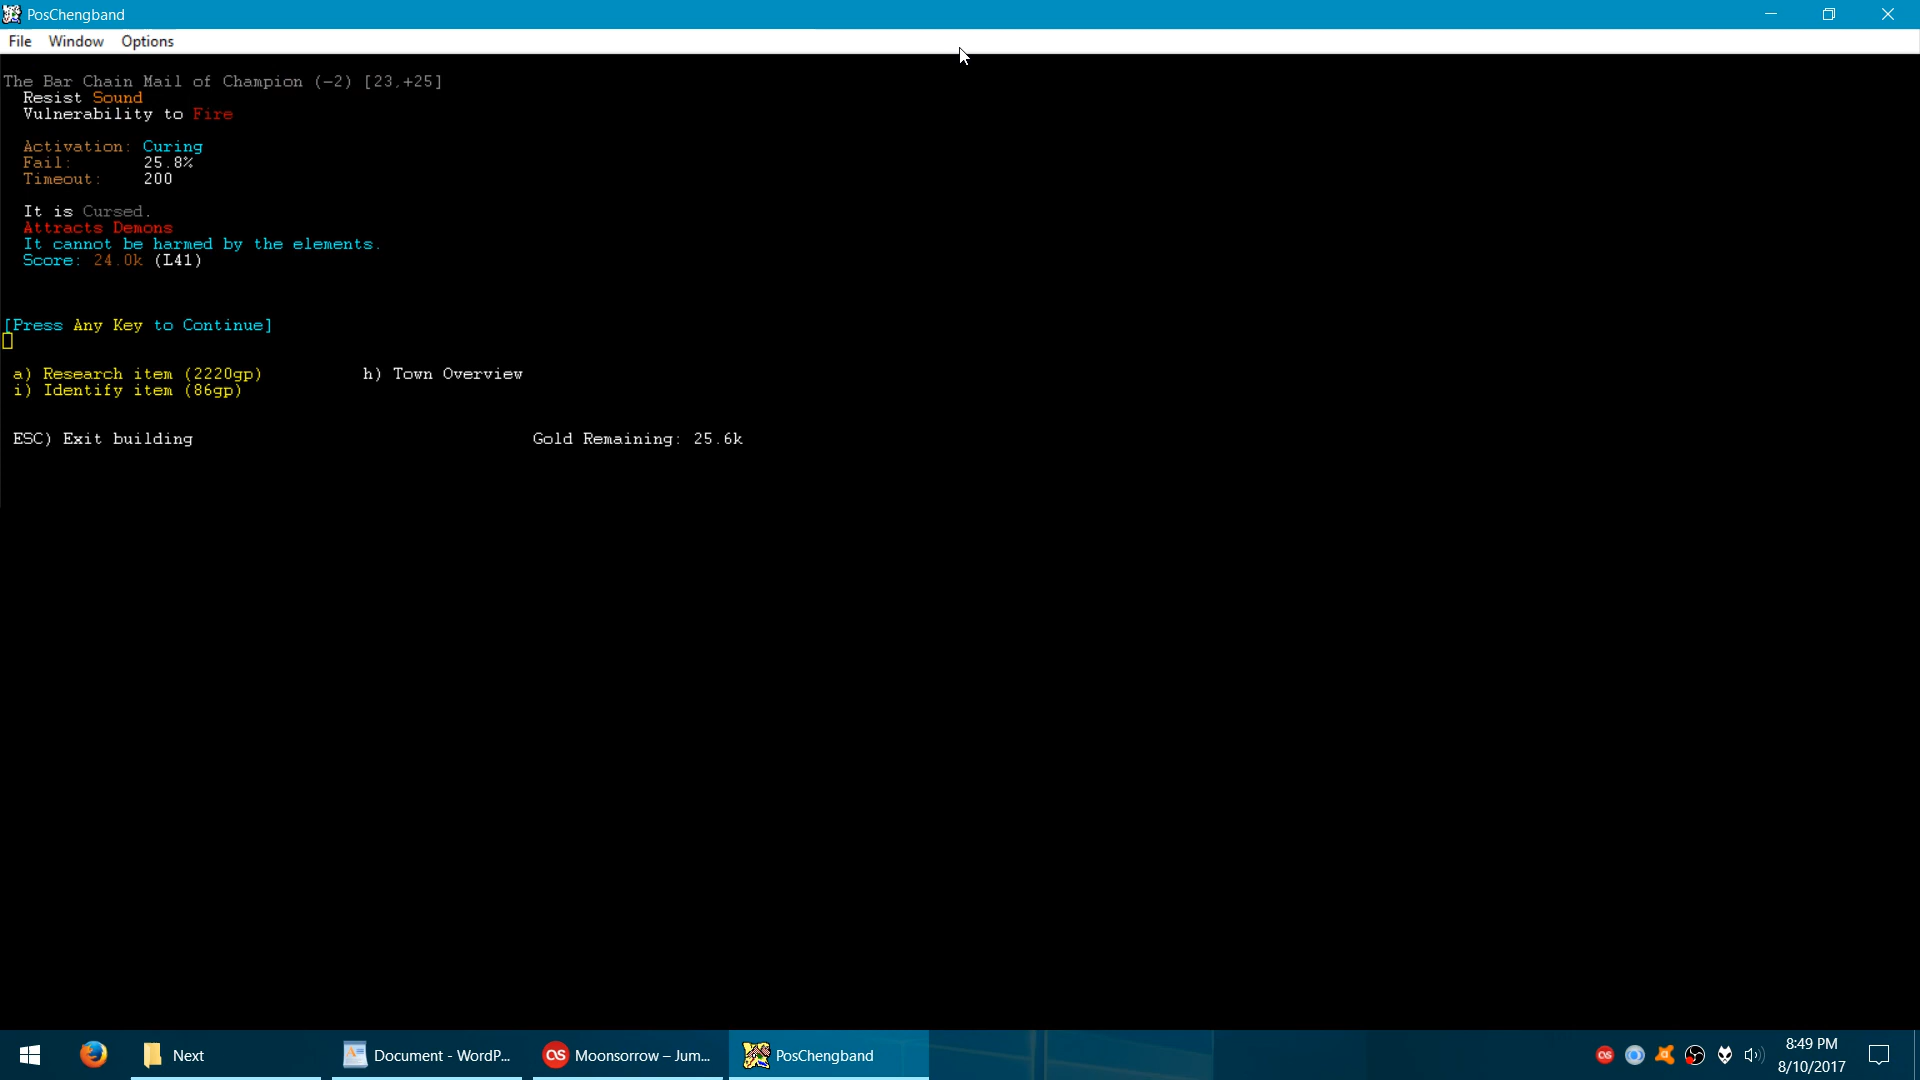 PosChengband
File Window Options
The Bar Chain Mail of Champion (-2) [23,+25]
Resist Sound
Vulnerability to Fire
Activation: Curing
Fail: 25.8%
Timeout: 200
It is Cursed.
Attracts Demons
It cannot be harmed by the elements.
Score: 24.0k (L41)
[Press Any Key to Continue]
a) Research item (2220gp) h) Town Overview
i) Identify item (86gp)
ESC) Exit building Gold Remaining: 25.6k
Next Document - WordP... Moonsorrow – Jum... PosChengband
8:49 PM
8/10/2017